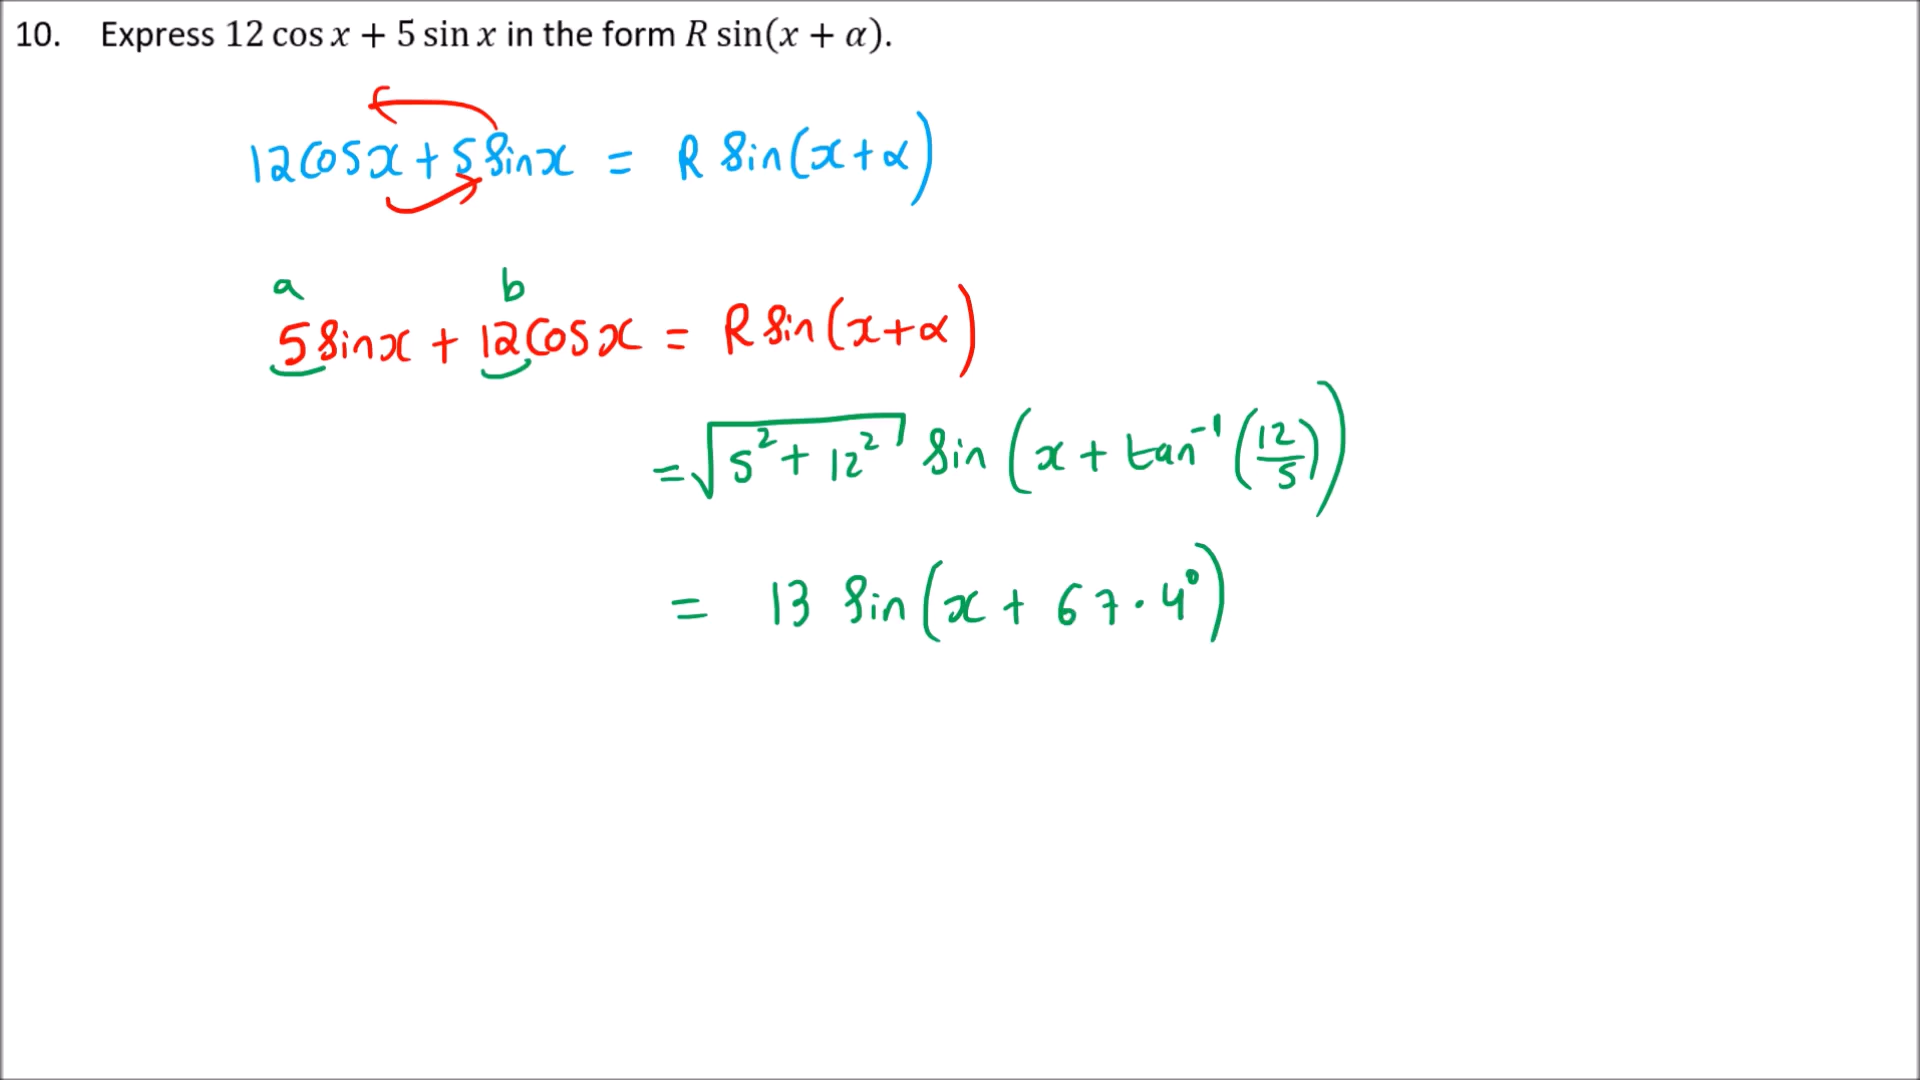 10. Express 12 cos x + 5 sin x in the form R sin(x + α).
12cosx + 5sinx = R sin(x+α)
a b
5sinx + 12cosx = Rsin(x+α)
= √(5² + 12²) sin(x + tan⁻¹(12/5))
= 13 sin(x + 67.4°)